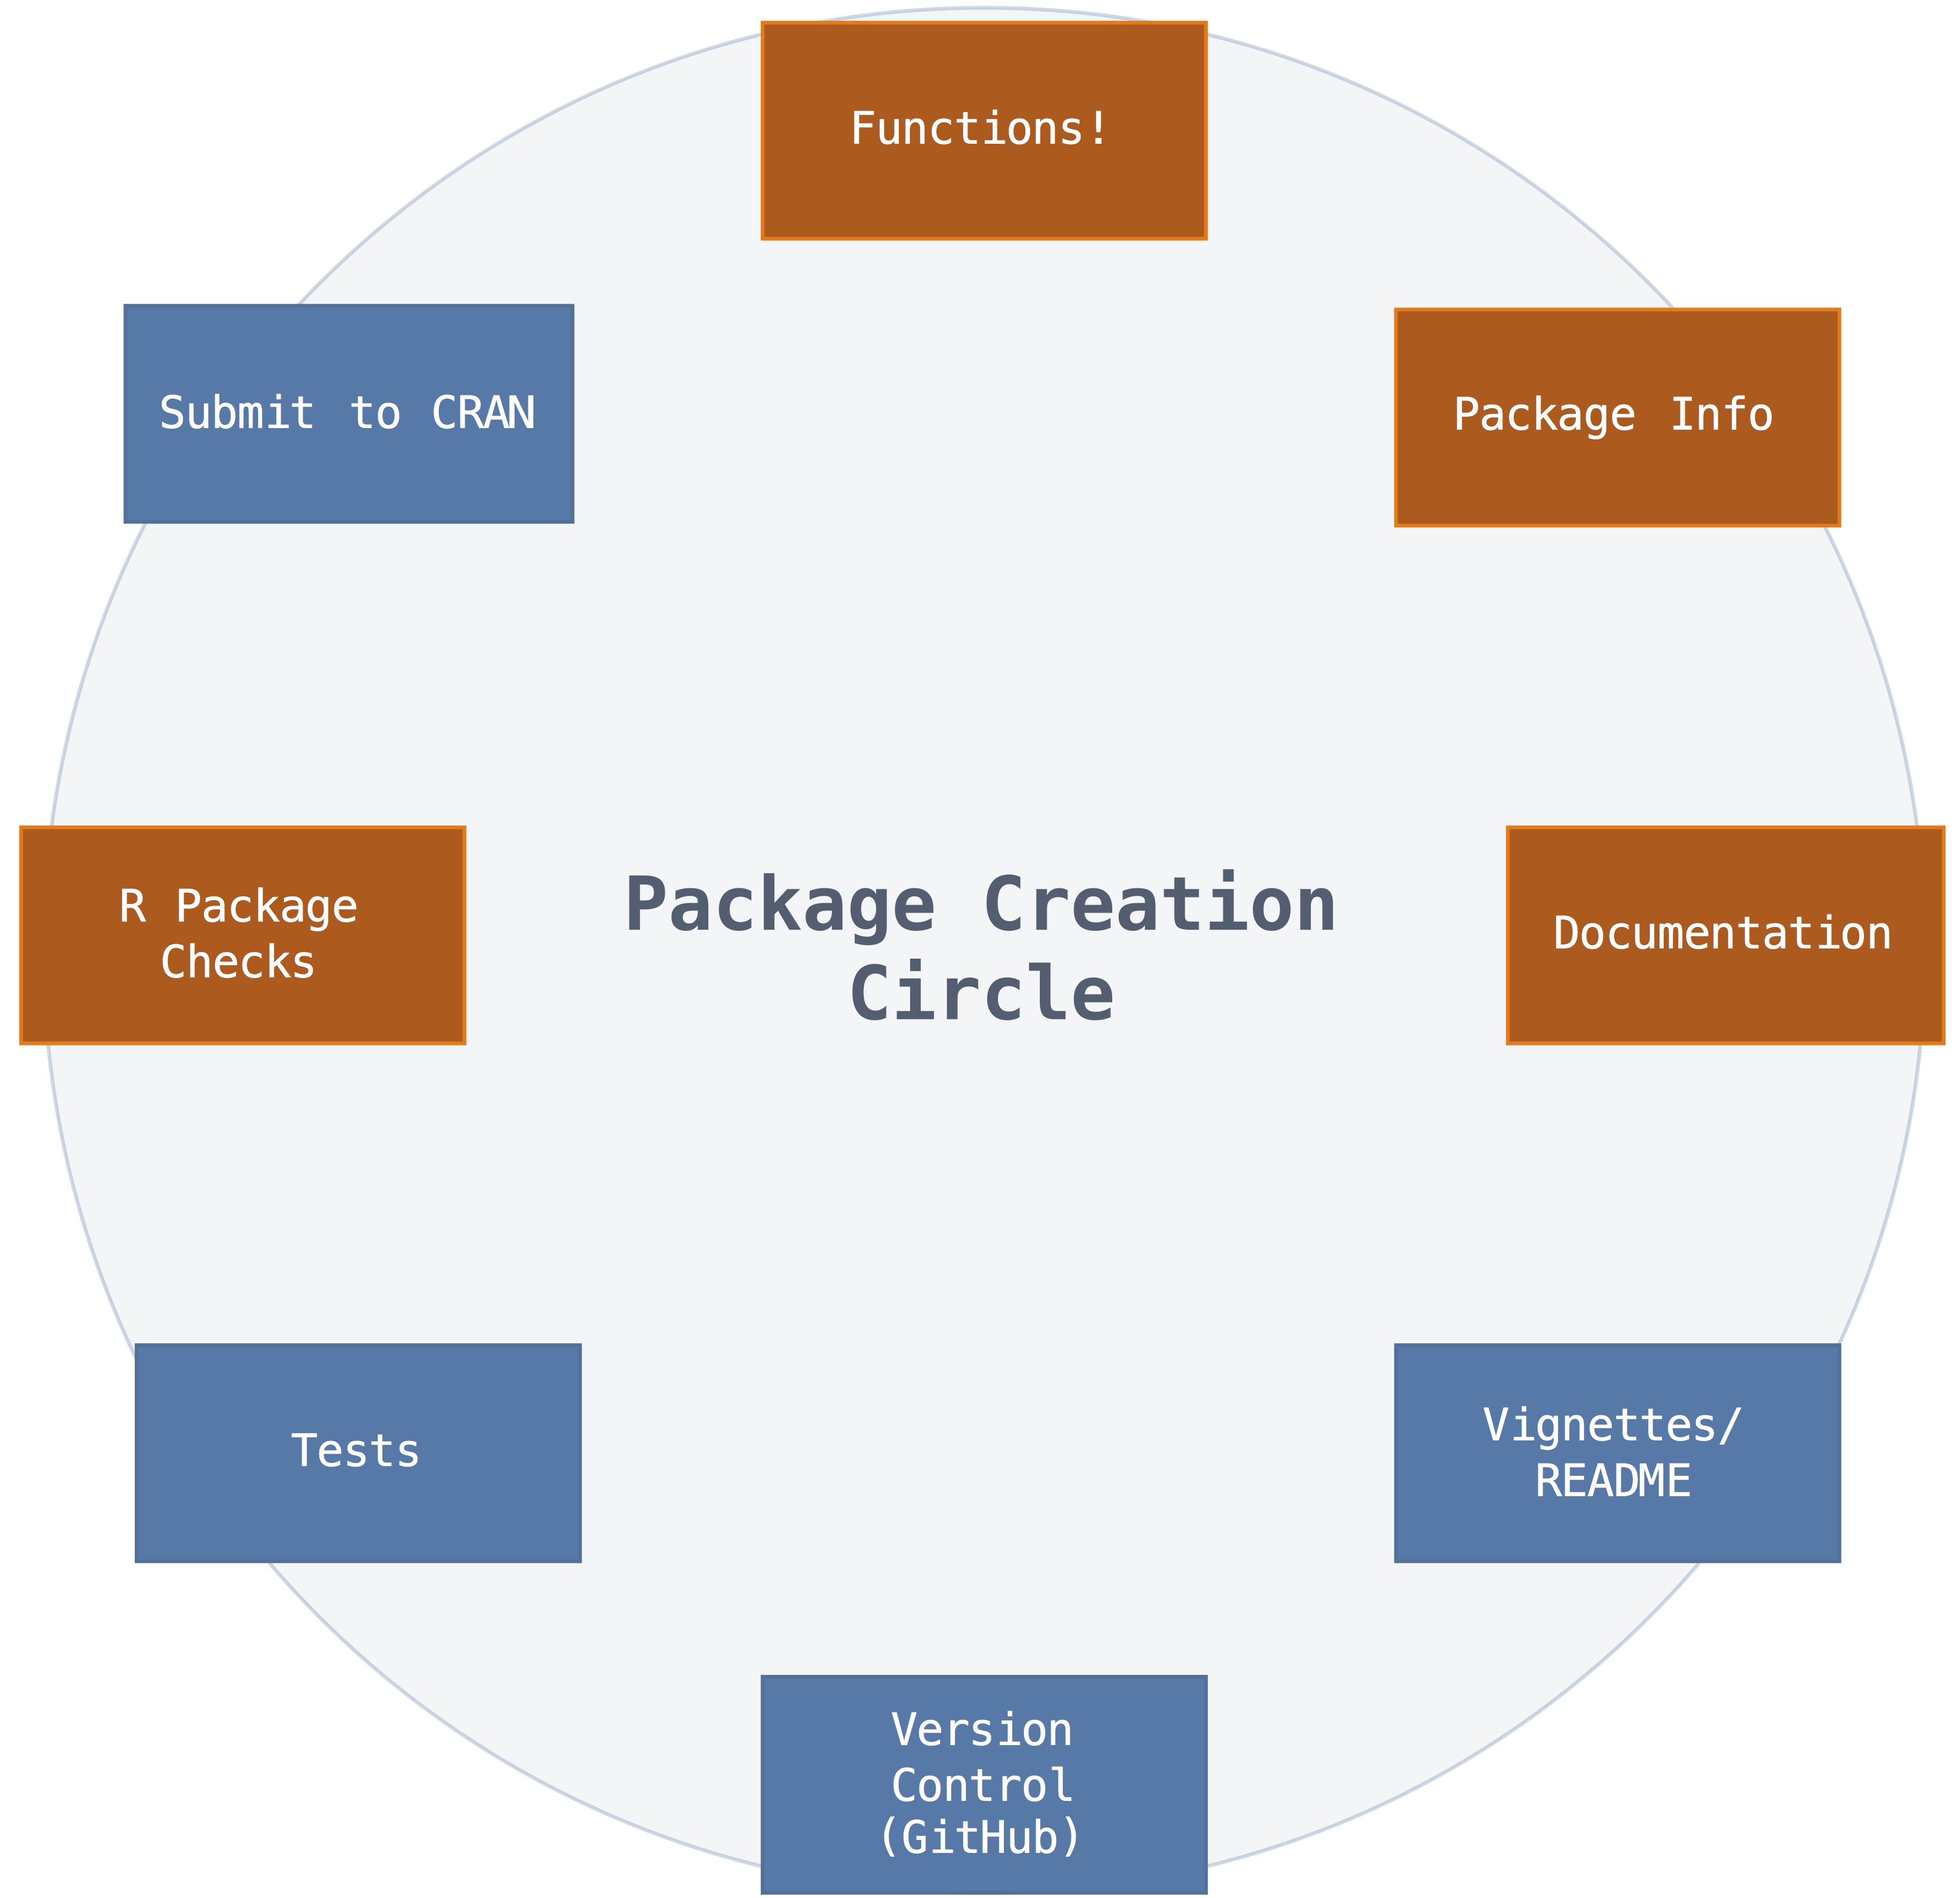 Functions!
Submit to CRAN
Package Info
R Package
Checks
Package Creation
Circle
Documentation
Tests
Vignettes/
README
Version
Control
(GitHub)